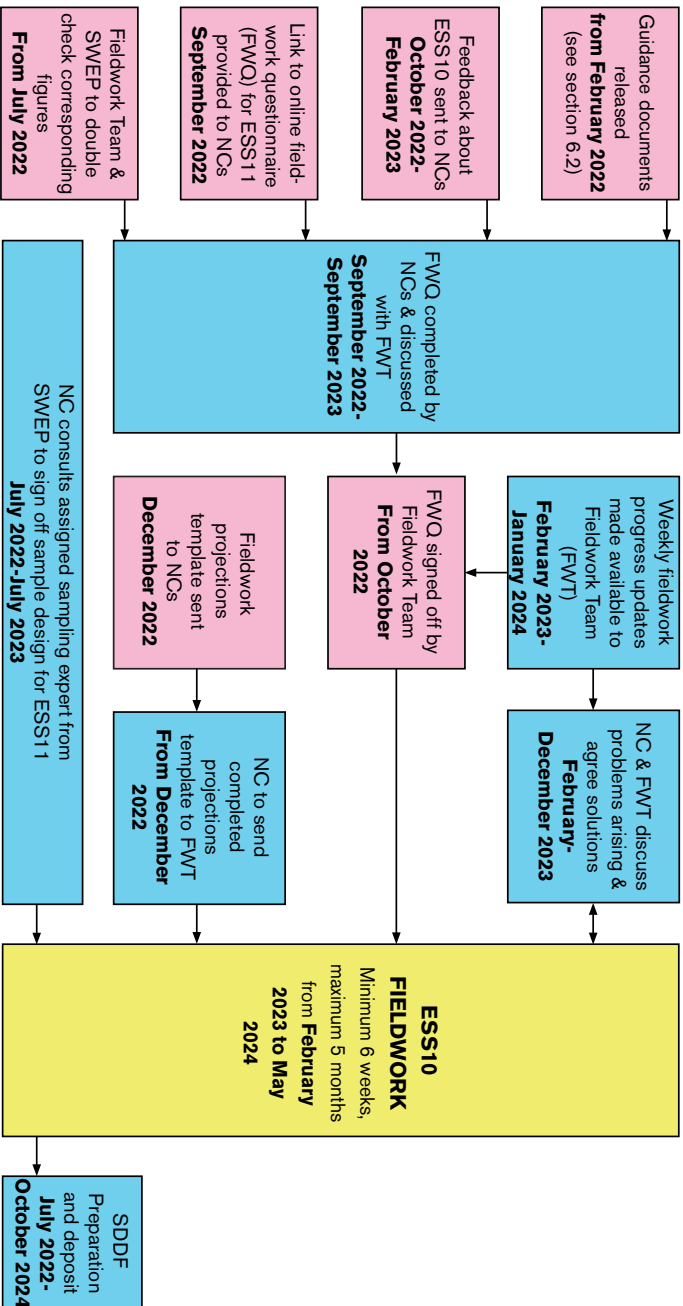 Guidance documents
released
from February 2022
(see section 6.2)
Feedback about
ESS10 sent to NCs
October 2022-
February 2023
Link to online field-
work questionnaire
(FWQ) for ESS11
provided to NCs
September 2022
Fieldwork Team &
SWEP to double
check corresponding
figures
From July 2022
FWQ completed by
NCs & discussed
with FWT
September 2022-
September 2023
NC consults assigned sampling expert from
SWEP to sign off sample design for ESS11
July 2022-July 2023
Weekly fieldwork
progress updates
made available to
Fieldwork Team
(FWT)
February 2023-
January 2024
FWQ signed off by
Fieldwork Team
From October
2022
Fieldwork
projections
template sent
to NCs
December 2022
NC & FWT discuss
problems arising &
agree solutions
February-
December 2023
NC to send
completed
projections
template to FWT
From December
2022
ESS10
FIELDWORK
Minimum 6 weeks,
maximum 5 months
from February
2023 to May
2024
SDDF
Preparation
and deposit
July 2022-
October 2024